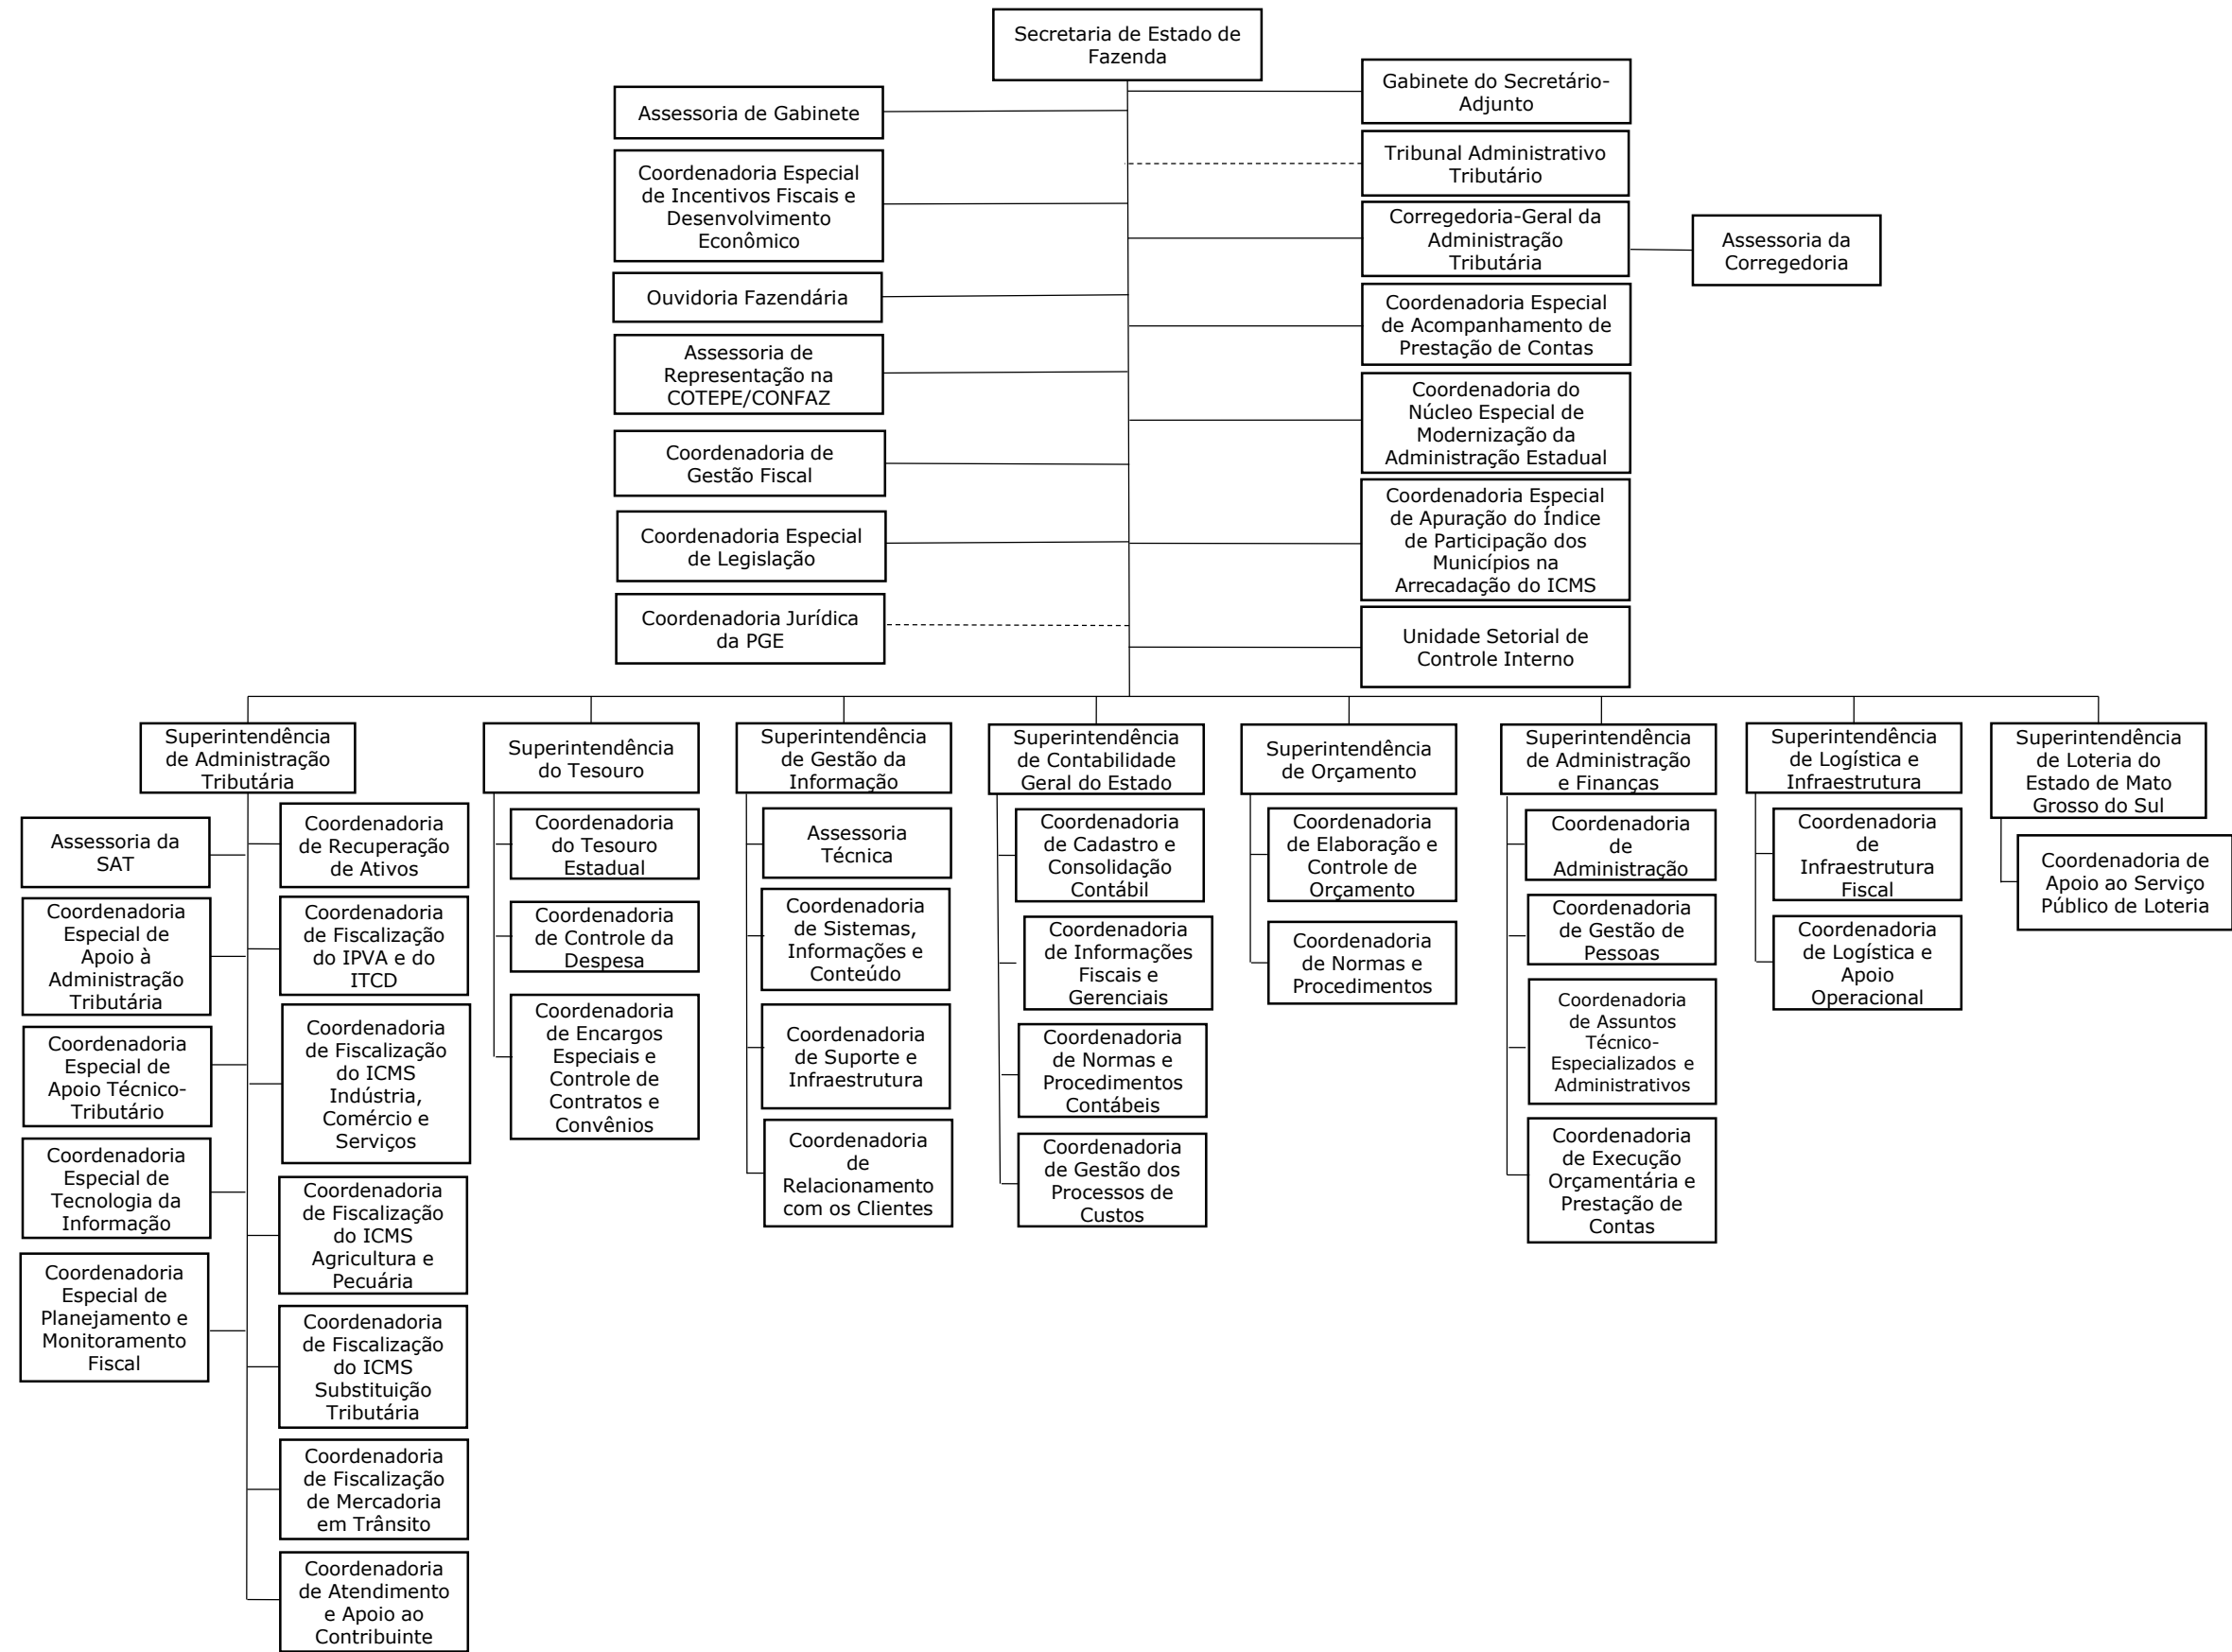 Secretaria de Estado de
Fazenda
Assessoria de Gabinete
Coordenadoria Especial
de Incentivos Fiscais e
Desenvolvimento
Econômico
Ouvidoria Fazendária
Assessoria de
Representação na
COTEPE/CONFAZ
Coordenadoria de
Gestão Fiscal
Coordenadoria Especial
de Legislação
Coordenadoria Jurídica
da PGE
Gabinete do Secretário-
Adjunto
Tribunal Administrativo
Tributário
Corregedoria-Geral da
Administração
Tributária
Assessoria da
Corregedoria
Coordenadoria Especial
de Acompanhamento de
Prestação de Contas
Coordenadoria do
Núcleo Especial de
Modernização da
Administração Estadual
Coordenadoria Especial
de Apuração do Índice
de Participação dos
Municípios na
Arrecadação do ICMS
Unidade Setorial de
Controle Interno
Superintendência
de Administração
Tributária
Assessoria da
SAT
Coordenadoria
Especial de
Apoio à
Administração
Tributária
Coordenadoria
Especial de
Apoio Técnico-
Tributário
Coordenadoria
Especial de
Tecnologia da
Informação
Coordenadoria
Especial de
Planejamento e
Monitoramento
Fiscal
Coordenadoria
de Recuperação
de Ativos
Coordenadoria
de Fiscalização
do IPVA e do
ITCD
Coordenadoria
de Fiscalização
do ICMS
Indústria,
Comércio e
Serviços
Coordenadoria
de Fiscalização
do ICMS
Agricultura e
Pecuária
Coordenadoria
de Fiscalização
do ICMS
Substituição
Tributária
Coordenadoria
de Fiscalização
de Mercadoria
em Trânsito
Coordenadoria
de Atendimento
e Apoio ao
Contribuinte
Superintendência
do Tesouro
Coordenadoria
do Tesouro
Estadual
Coordenadoria
de Controle da
Despesa
Coordenadoria
de Encargos
Especiais e
Controle de
Contratos e
Convênios
Superintendência
de Gestão da
Informação
Assessoria
Técnica
Coordenadoria
de Sistemas,
Informações e
Conteúdo
Coordenadoria
de Suporte e
Infraestrutura
Coordenadoria
de
Relacionamento
com os Clientes
Superintendência
de Contabilidade
Geral do Estado
Coordenadoria
de Cadastro e
Consolidação
Contábil
Coordenadoria
de Informações
Fiscais e
Gerenciais
Coordenadoria
de Normas e
Procedimentos
Contábeis
Coordenadoria
de Gestão dos
Processos de
Custos
Superintendência
de Orçamento
Coordenadoria
de Elaboração e
Controle de
Orçamento
Coordenadoria
de Normas e
Procedimentos
Superintendência
de Administração
e Finanças
Coordenadoria
de
Administração
Coordenadoria
de Gestão de
Pessoas
Coordenadoria
de Assuntos
Técnico-
Especializados e
Administrativos
Coordenadoria
de Execução
Orçamentária e
Prestação de
Contas
Superintendência
de Logística e
Infraestrutura
Coordenadoria
de
Infraestrutura
Fiscal
Coordenadoria
de Logística e
Apoio
Operacional
Superintendência
de Loteria do
Estado de Mato
Grosso do Sul
Coordenadoria de
Apoio ao Serviço
Público de Loteria